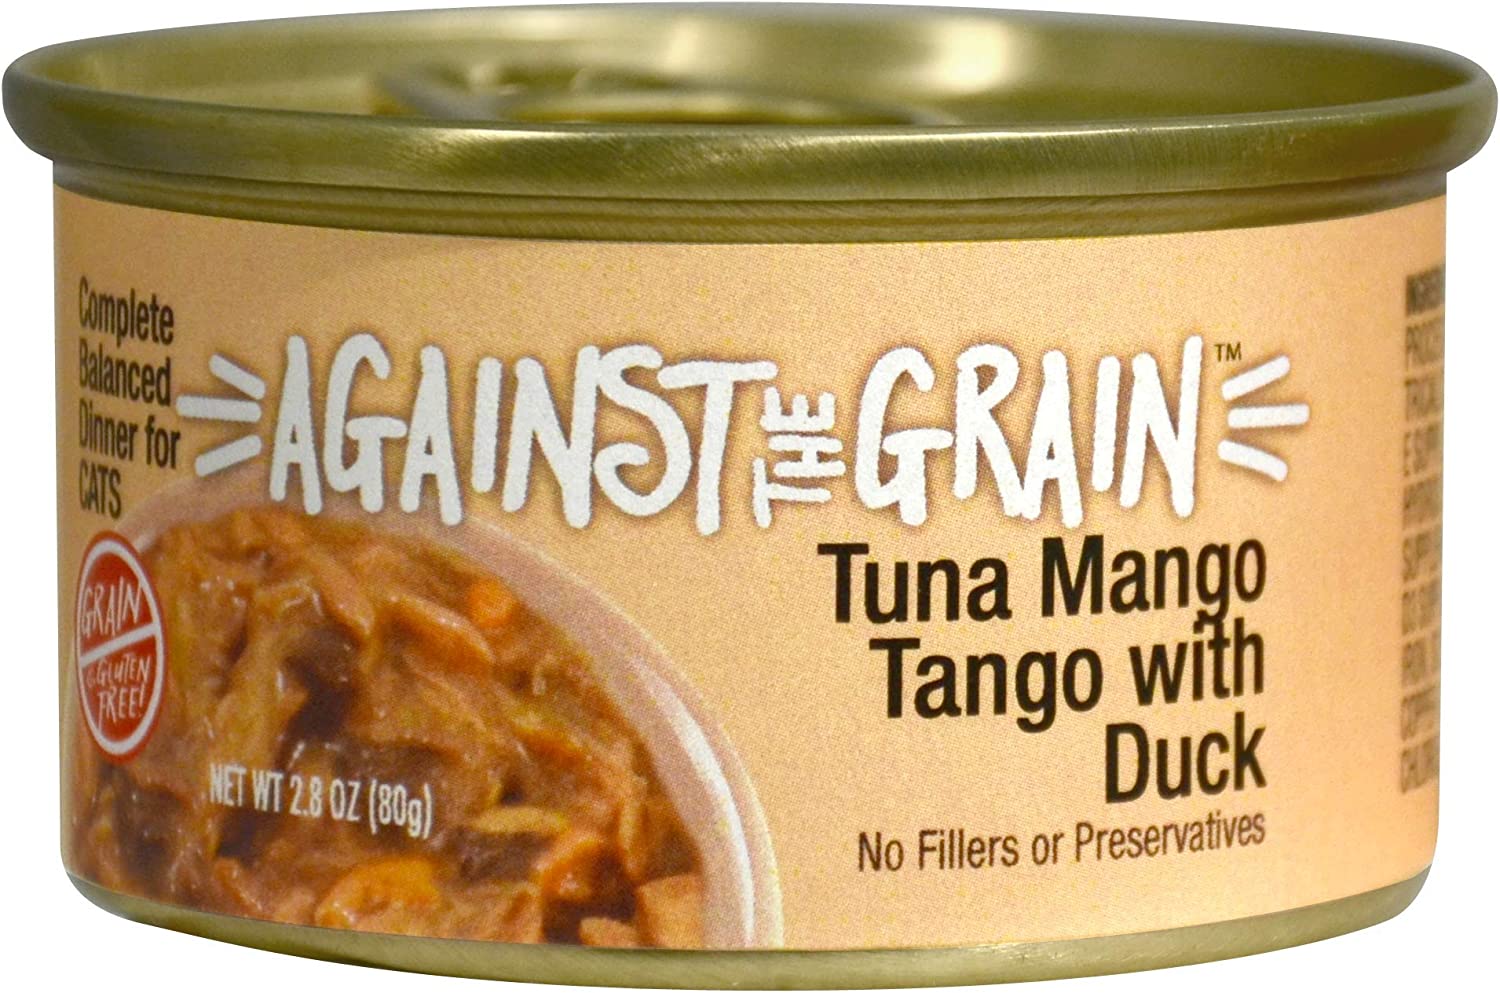 Complete
Balanced
Dinner for
CATS
AGAINST THE GRAIN™
Tuna Mango
Tango with
Duck
No Fillers or Preservatives
GRAIN
& GLUTEN
FREE!
NET WT 2.8 OZ (80g)